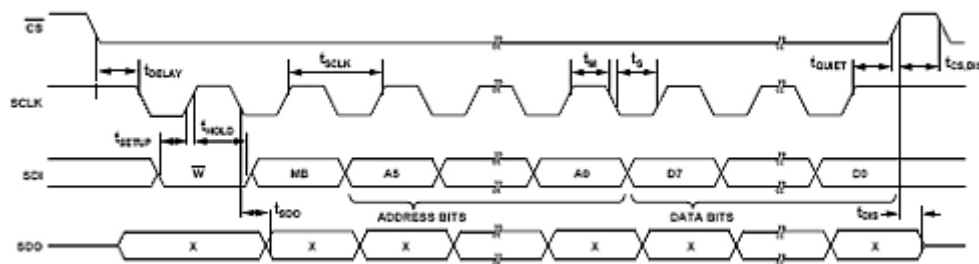 CS
tDELAY
tSCLK
tM
tS
tQUIET
tCS,DIS
SCLK
tSETUP
tHOLD
SDI
W
MB
A5
A0
D7
D0
tSDO
ADDRESS BITS
DATA BITS
tDIS
SDO
X
X
X
X
X
X